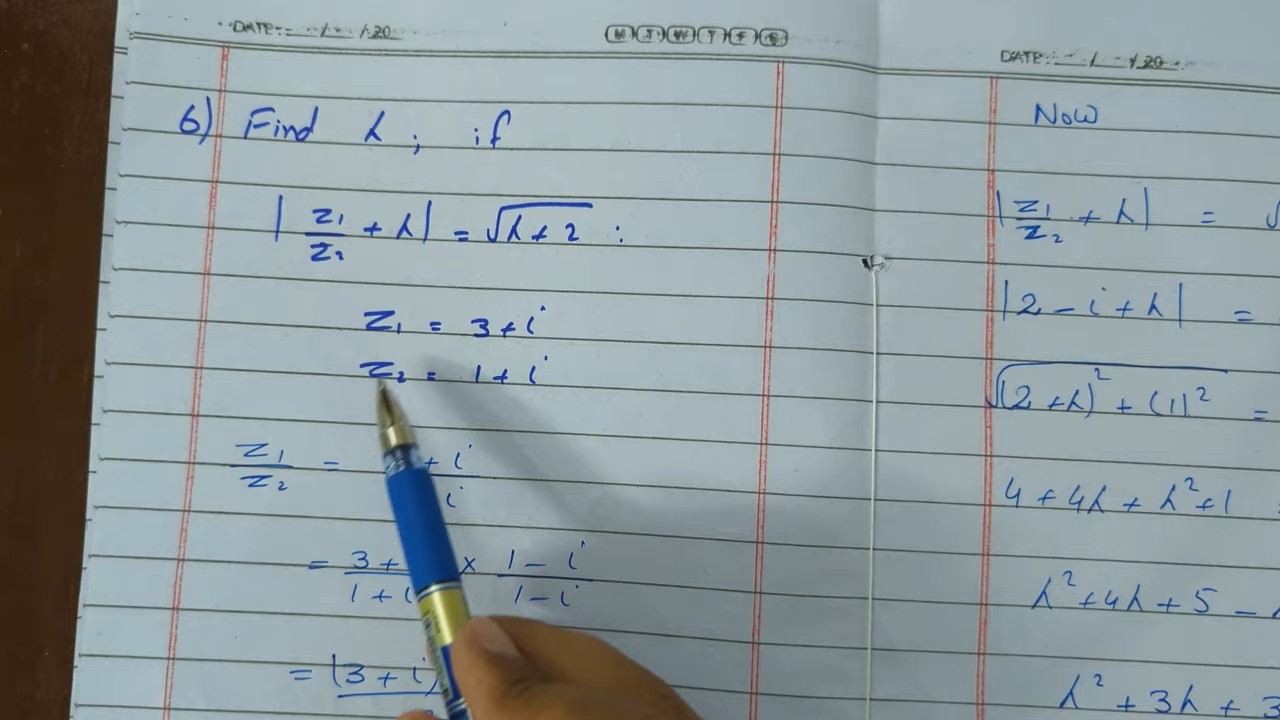 DATE: / / 20
M T W T F S
6) Find λ ; if
| z₁/z₂ + λ | = √(λ + 2) :
z₁ = 3 + i
z₂ = 1 + i
z₁/z₂ = + i / i
= 3 + / 1 + i × 1 - i / 1 - i
= (3 + i)
DATE: / / 20
Now
| z₁/z₂ + λ | = √
| 2 - i + λ | =
√((2 + λ)² + (1)²) =
4 + 4λ + λ² + 1
λ² + 4λ + 5 -
λ² + 3λ + 3